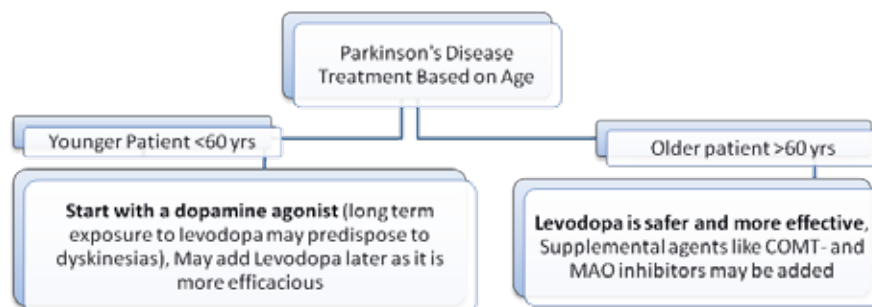 Parkinson's Disease
Treatment Based on Age
Younger Patient <60 yrs
Older patient >60 yrs
Start with a dopamine agonist (long term
exposure to levodopa may predispose to
dyskinesias), May add Levodopa later as it is
more efficacious
Levodopa is safer and more effective,
Supplemental agents like COMT- and
MAO inhibitors may be added